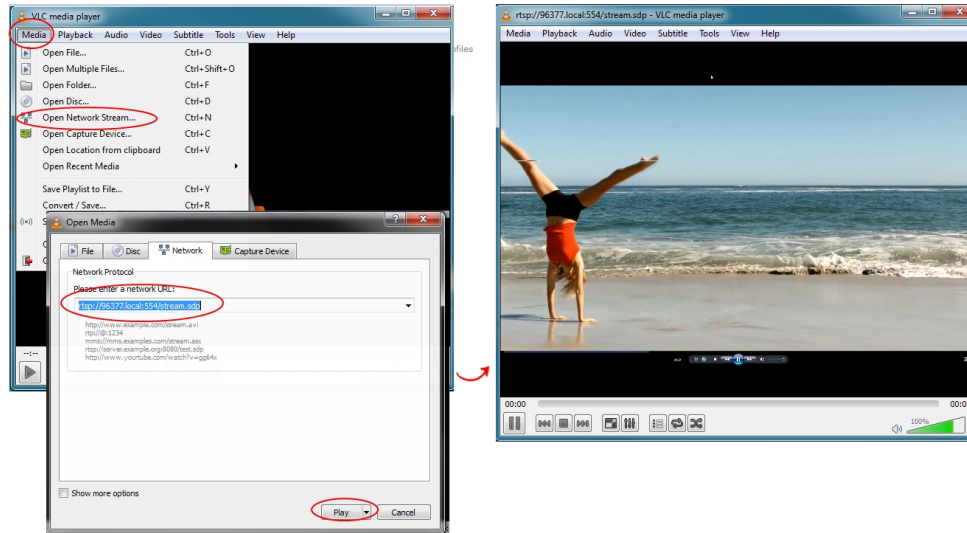 VLC media player
Media Playback Audio Video Subtitle Tools View Help
Open File... Ctrl+O
Open Multiple Files... Ctrl+Shift+O
Open Folder... Ctrl+F
Open Disc... Ctrl+D
Open Network Stream... Ctrl+N
Open Capture Device... Ctrl+C
Open Location from clipboard Ctrl+V
Open Recent Media
Save Playlist to File... Ctrl+Y
Convert / Save... Ctrl+R
Open Media
File Disc Network Capture Device
Network Protocol
Please enter a network URL:
rtsp://96377.local:554/stream.sdp
http://www.example.com/stream.avi
rtp://@:1234
mms://mms.examples.com/stream.asx
rtsp://server.example.org:8080/test.sdp
http://www.yourtube.com/watch?v=gg64x
--:--
Show more options
Play Cancel
rtsp://96377.local:554/stream.sdp - VLC media player
Media Playback Audio Video Subtitle Tools View Help
00:00 00:0
100%